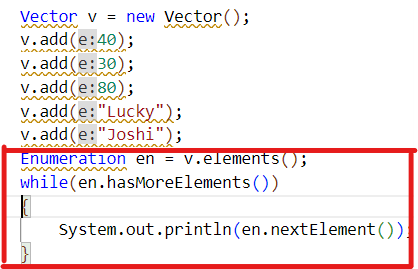 Vector v = new Vector();
v.add(e:40);
v.add(e:30);
v.add(e:80);
v.add(e:"Lucky");
v.add(e:"Joshi");
Enumeration en = v.elements();
while(en.hasMoreElements())
{
System.out.println(en.nextElement());
}